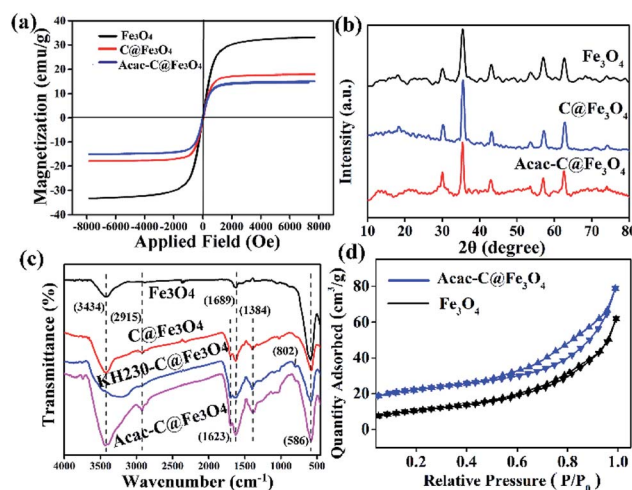 (a)
Magnetization (emu/g)
40
30
20
10
0
-10
-20
-30
-40
Fe3O4
C@Fe3O4
Acac-C@Fe3O4
-8000 -6000 -4000 -2000 0 2000 4000 6000 8000
Applied Field (Oe)
(b)
Intensity (a.u.)
Fe₃O₄
C@Fe₃O₄
Acac-C@Fe₃O₄
10 20 30 40 50 60 70 80
2θ (degree)
(c)
Transmittance (%)
(3434)
(2915)
(1689)
(1384)
Fe3O4
C@Fe3O4
KH230-C@Fe3O4
(802)
Acac-C@Fe3O4
(1623)
(586)
4000 3500 3000 2500 2000 1500 1000 500
Wavenumber (cm⁻¹)
(d)
Quantity Adsorbed (cm³/g)
100
80
60
40
20
0
Acac-C@Fe₃O₄
Fe₃O₄
0.2 0.4 0.6 0.8 1.0
Relative Pressure (P/P₀)